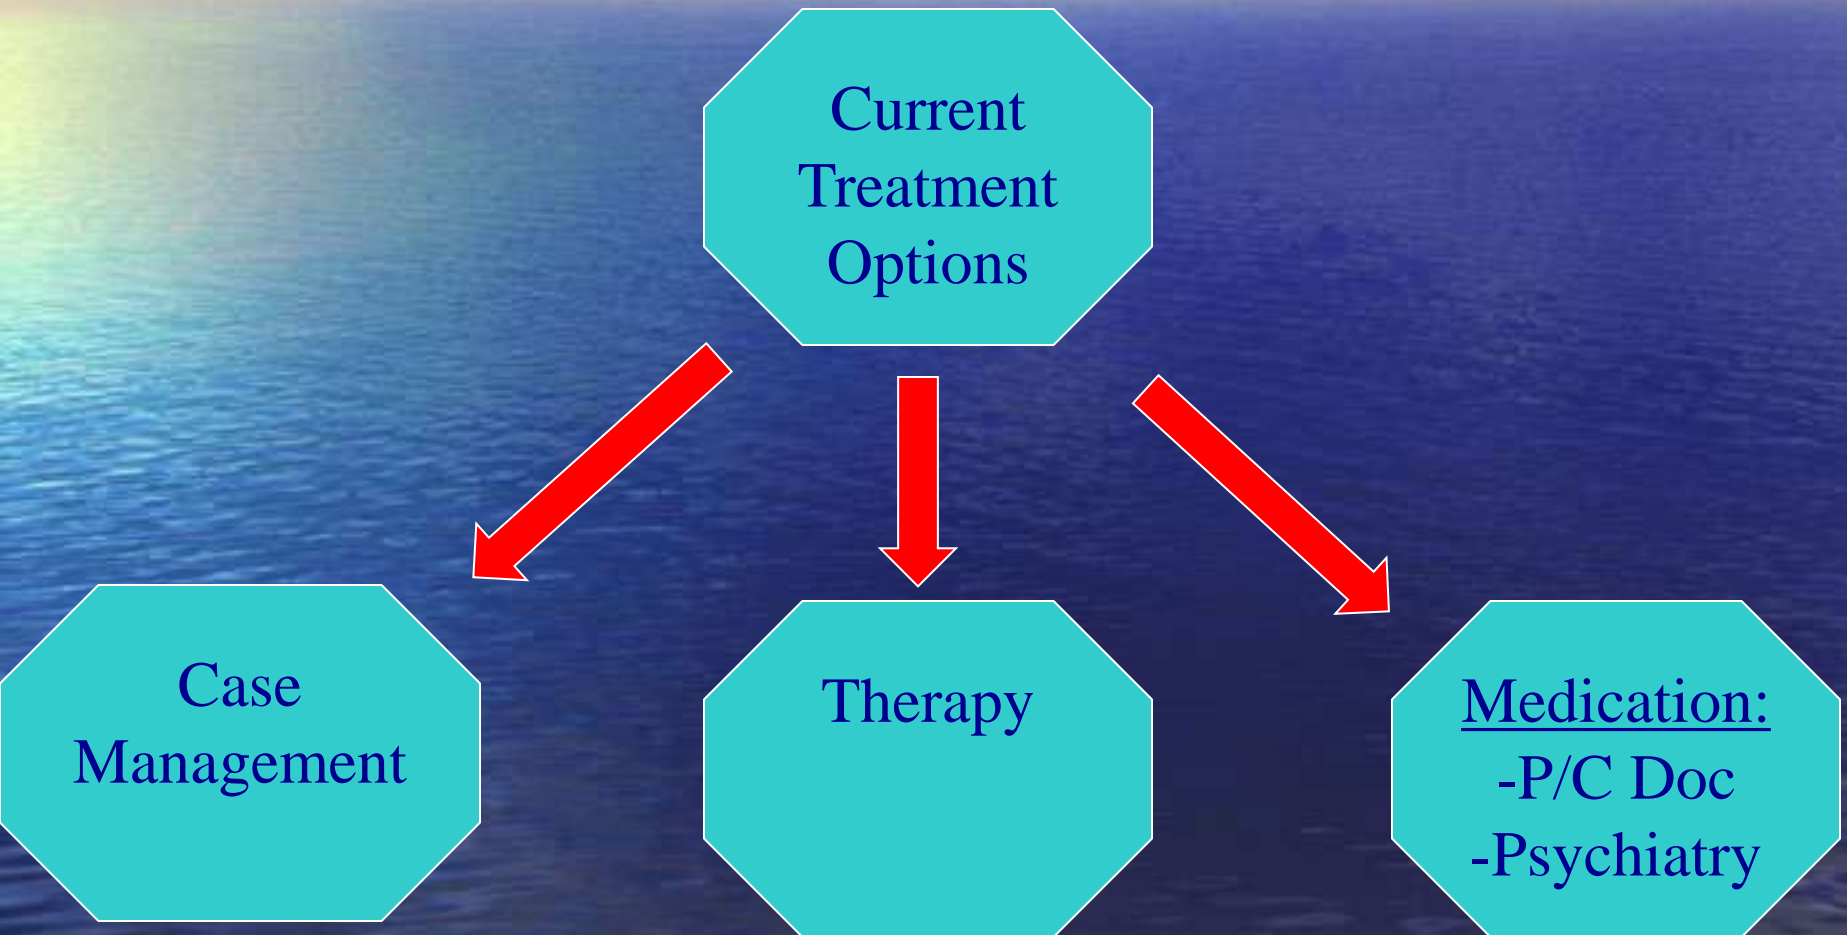 Current
Treatment
Options
Case
Management
Therapy
Medication:
-P/C Doc
-Psychiatry